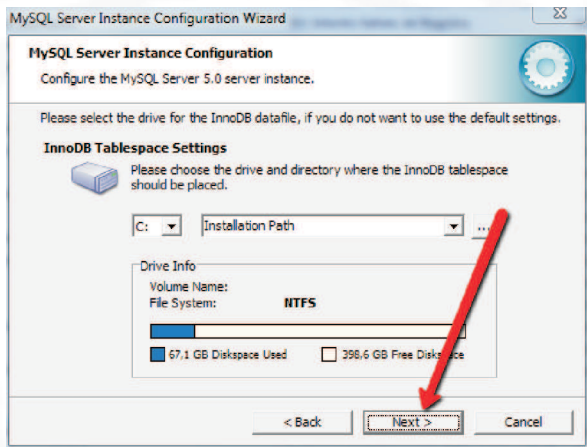 MySQL Server Instance Configuration Wizard
MySQL Server Instance Configuration
Configure the MySQL Server 5.0 server instance.
Please select the drive for the InnoDB datafile, if you do not want to use the default settings.
InnoDB Tablespace Settings
Please choose the drive and directory where the InnoDB tablespace
should be placed.
C: Installation Path ...
Drive Info
Volume Name:
File System: NTFS
67,1 GB Diskspace Used 398,6 GB Free Diskspace
< Back Next > Cancel